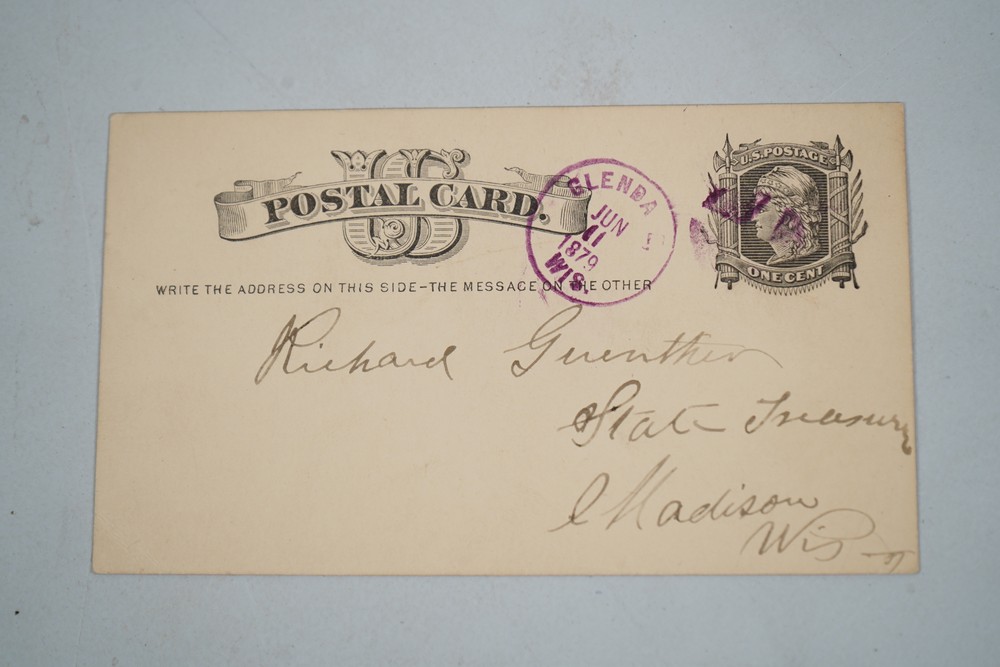 US
POSTAL CARD.
WRITE THE ADDRESS ON THIS SIDE–THE MESSAGE ON THE OTHER
GLENDA
JUN
11
1879
WIS.
U.S. POSTAGE
ONE CENT
Richard Guenther
State Treasurer
Madison
Wis